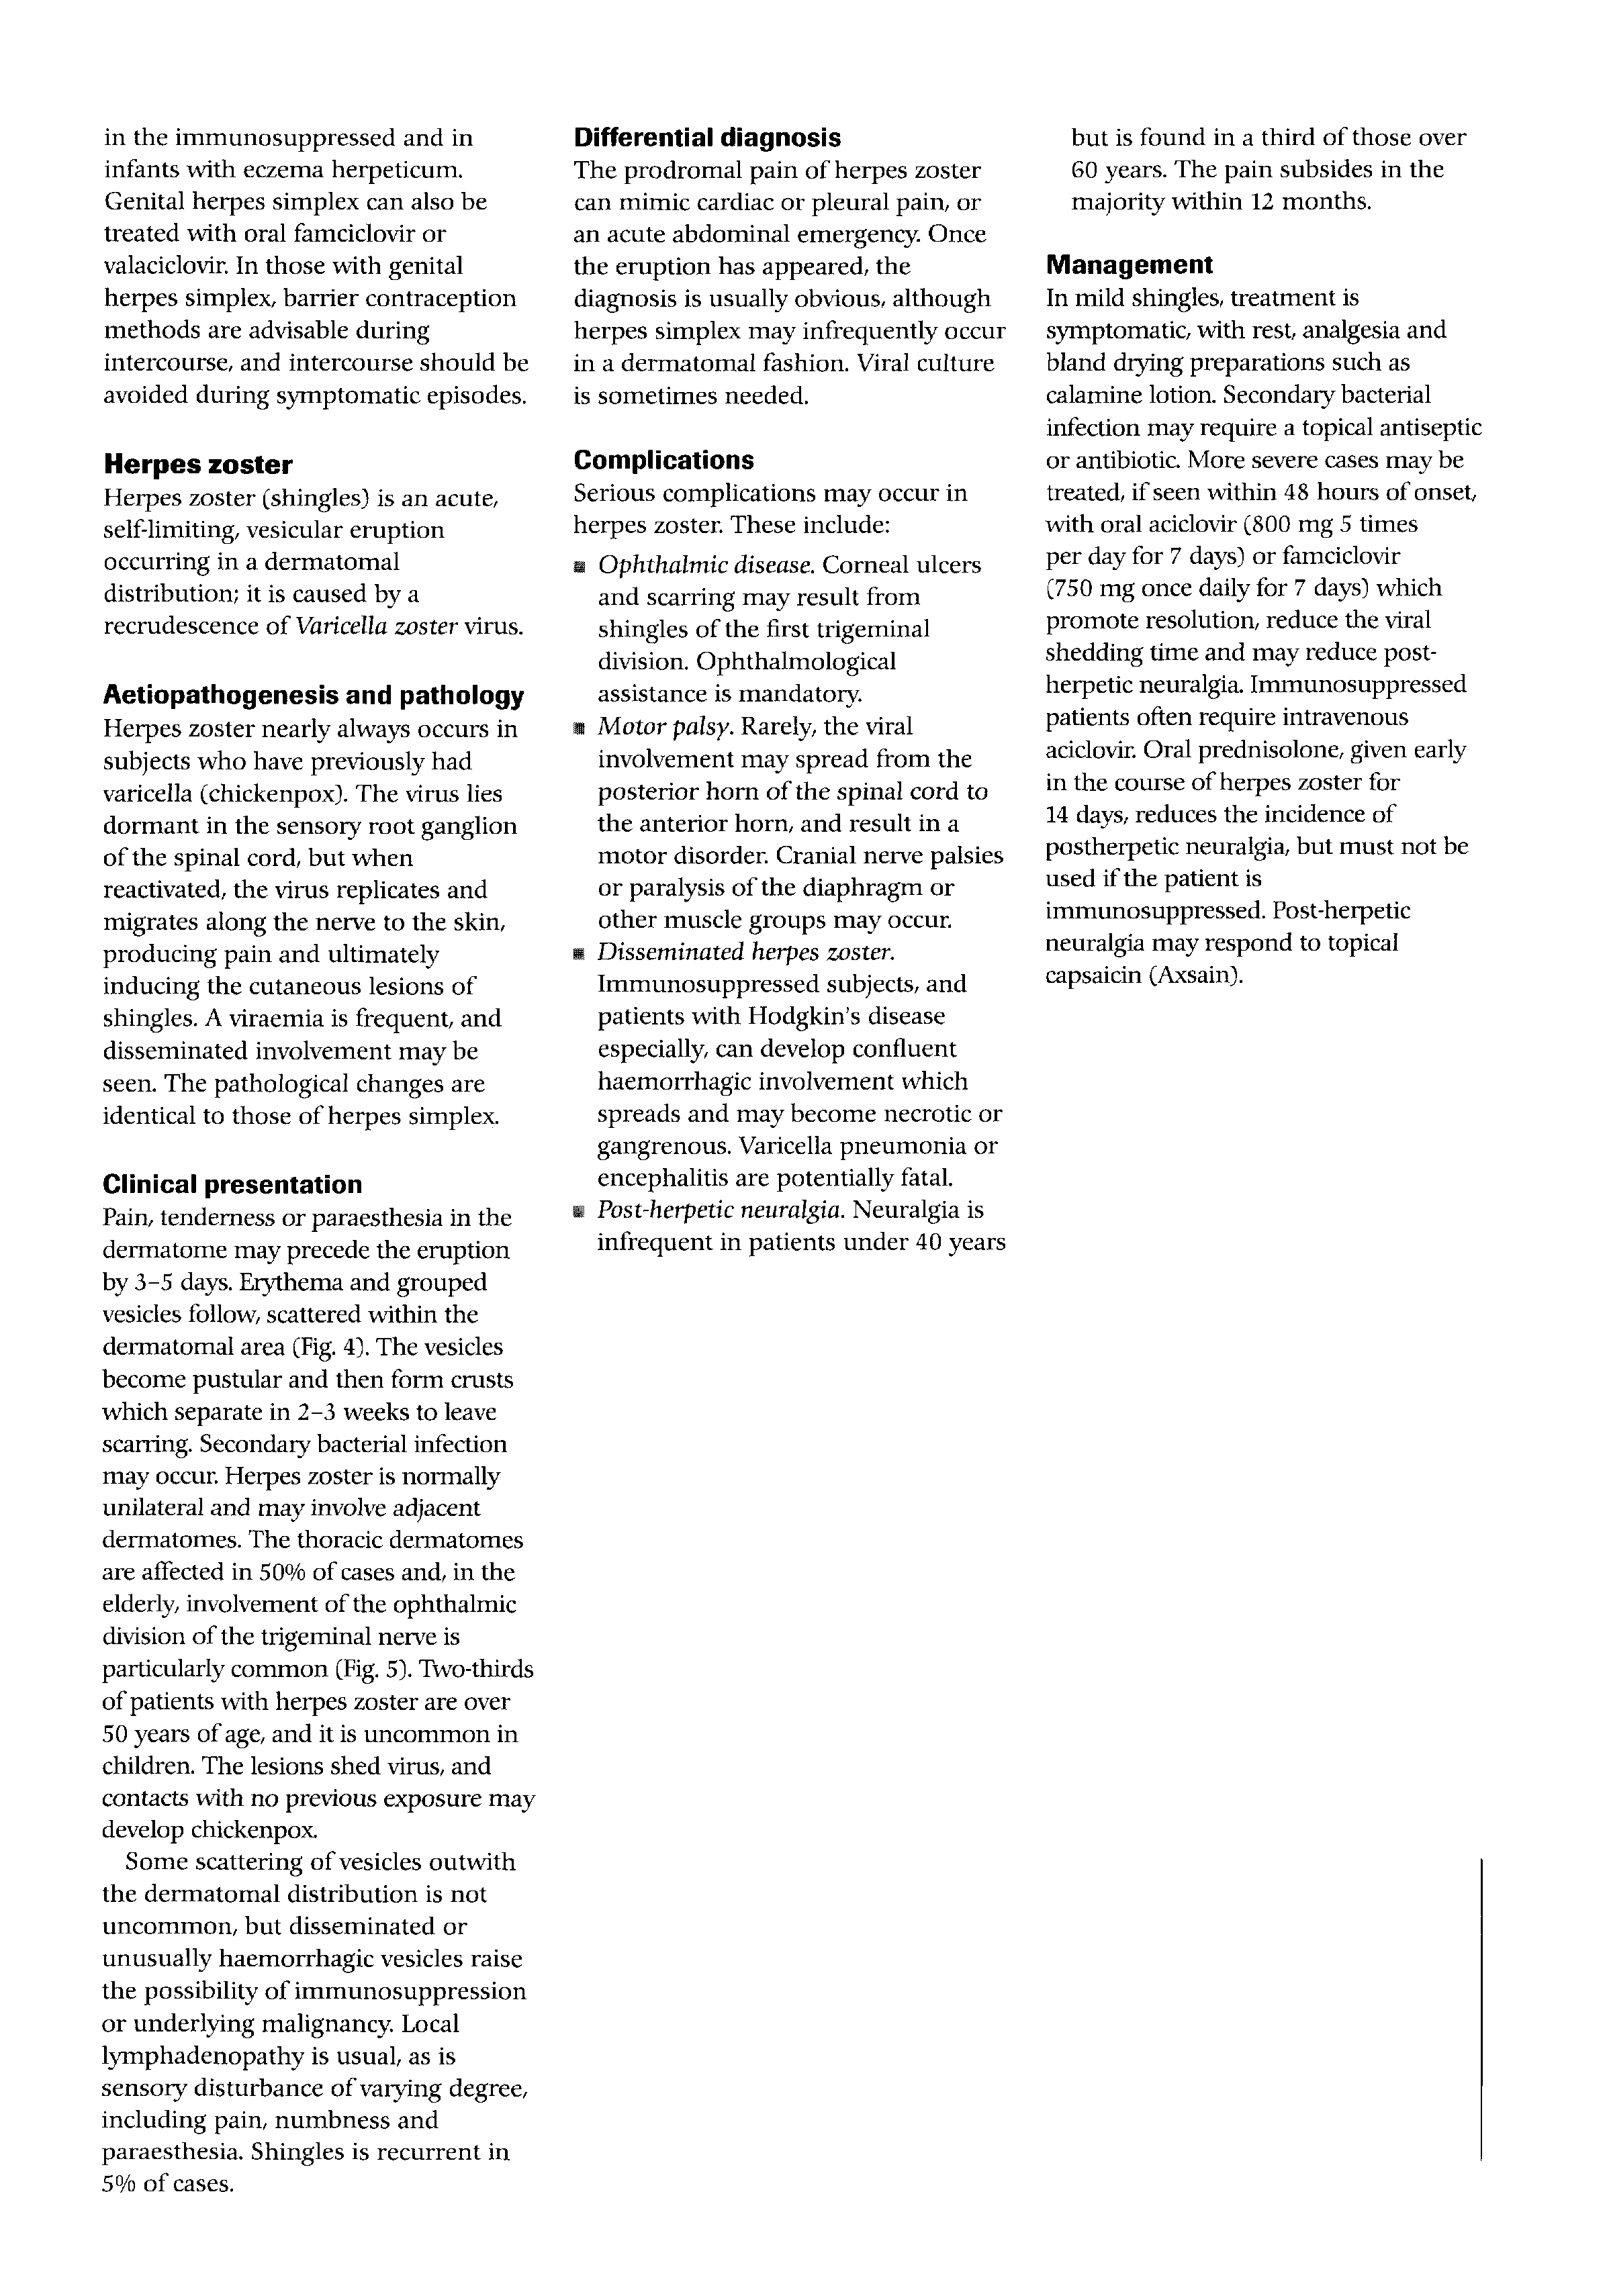 in the immunosuppressed and in
infants with eczema herpeticum.
Genital herpes simplex can also be
treated with oral famciclovir or
valaciclovir. In those with genital
herpes simplex, barrier contraception
methods are advisable during
intercourse, and intercourse should be
avoided during symptomatic episodes.
Herpes zoster
Herpes zoster (shingles) is an acute,
self-limiting, vesicular eruption
occurring in a dermatomal
distribution; it is caused by a
recrudescence of Varicella zoster virus.
Aetiopathogenesis and pathology
Herpes zoster nearly always occurs in
subjects who have previously had
varicella (chickenpox). The virus lies
dormant in the sensory root ganglion
of the spinal cord, but when
reactivated, the virus replicates and
migrates along the nerve to the skin,
producing pain and ultimately
inducing the cutaneous lesions of
shingles. A viraemia is frequent, and
disseminated involvement may be
seen. The pathological changes are
identical to those of herpes simplex.
Clinical presentation
Pain, tenderness or paraesthesia in the
dermatome may precede the eruption
by 3–5 days. Erythema and grouped
vesicles follow, scattered within the
dermatomal area (Fig. 4). The vesicles
become pustular and then form crusts
which separate in 2–3 weeks to leave
scarring. Secondary bacterial infection
may occur. Herpes zoster is normally
unilateral and may involve adjacent
dermatomes. The thoracic dermatomes
are affected in 50% of cases and, in the
elderly, involvement of the ophthalmic
division of the trigeminal nerve is
particularly common (Fig. 5). Two-thirds
of patients with herpes zoster are over
50 years of age, and it is uncommon in
children. The lesions shed virus, and
contacts with no previous exposure may
develop chickenpox.
Some scattering of vesicles outwith
the dermatomal distribution is not
uncommon, but disseminated or
unusually haemorrhagic vesicles raise
the possibility of immunosuppression
or underlying malignancy. Local
lymphadenopathy is usual, as is
sensory disturbance of varying degree,
including pain, numbness and
paraesthesia. Shingles is recurrent in
5% of cases.
Differential diagnosis
The prodromal pain of herpes zoster
can mimic cardiac or pleural pain, or
an acute abdominal emergency. Once
the eruption has appeared, the
diagnosis is usually obvious, although
herpes simplex may infrequently occur
in a dermatomal fashion. Viral culture
is sometimes needed.
Complications
Serious complications may occur in
herpes zoster. These include:
■ Ophthalmic disease. Corneal ulcers
and scarring may result from
shingles of the first trigeminal
division. Ophthalmological
assistance is mandatory.
■ Motor palsy. Rarely, the viral
involvement may spread from the
posterior horn of the spinal cord to
the anterior horn, and result in a
motor disorder. Cranial nerve palsies
or paralysis of the diaphragm or
other muscle groups may occur.
■ Disseminated herpes zoster.
Immunosuppressed subjects, and
patients with Hodgkin's disease
especially, can develop confluent
haemorrhagic involvement which
spreads and may become necrotic or
gangrenous. Varicella pneumonia or
encephalitis are potentially fatal.
■ Post-herpetic neuralgia. Neuralgia is
infrequent in patients under 40 years
but is found in a third of those over
60 years. The pain subsides in the
majority within 12 months.
Management
In mild shingles, treatment is
symptomatic, with rest, analgesia and
bland drying preparations such as
calamine lotion. Secondary bacterial
infection may require a topical antiseptic
or antibiotic. More severe cases may be
treated, if seen within 48 hours of onset,
with oral aciclovir (800 mg 5 times
per day for 7 days) or famciclovir
(750 mg once daily for 7 days) which
promote resolution, reduce the viral
shedding time and may reduce post-
herpetic neuralgia. Immunosuppressed
patients often require intravenous
aciclovir. Oral prednisolone, given early
in the course of herpes zoster for
14 days, reduces the incidence of
postherpetic neuralgia, but must not be
used if the patient is
immunosuppressed. Post-herpetic
neuralgia may respond to topical
capsaicin (Axsain).